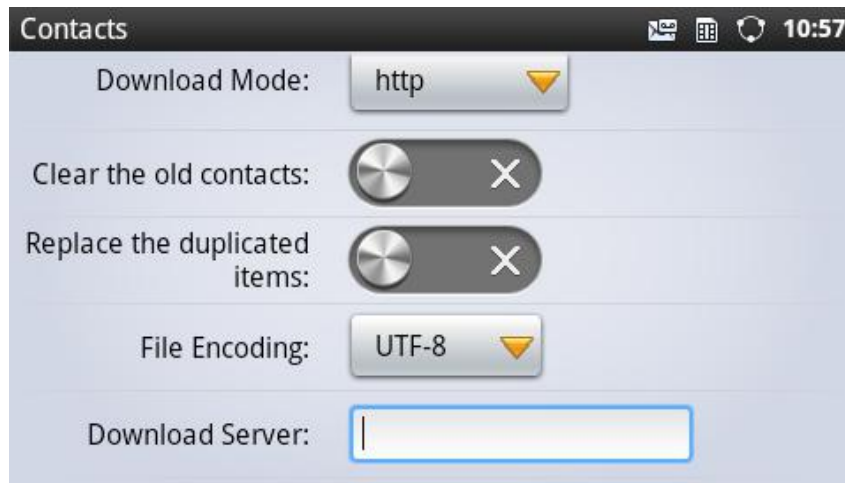 Contacts 10:57
Download Mode: http
Clear the old contacts:
Replace the duplicated
items:
File Encoding: UTF-8
Download Server: